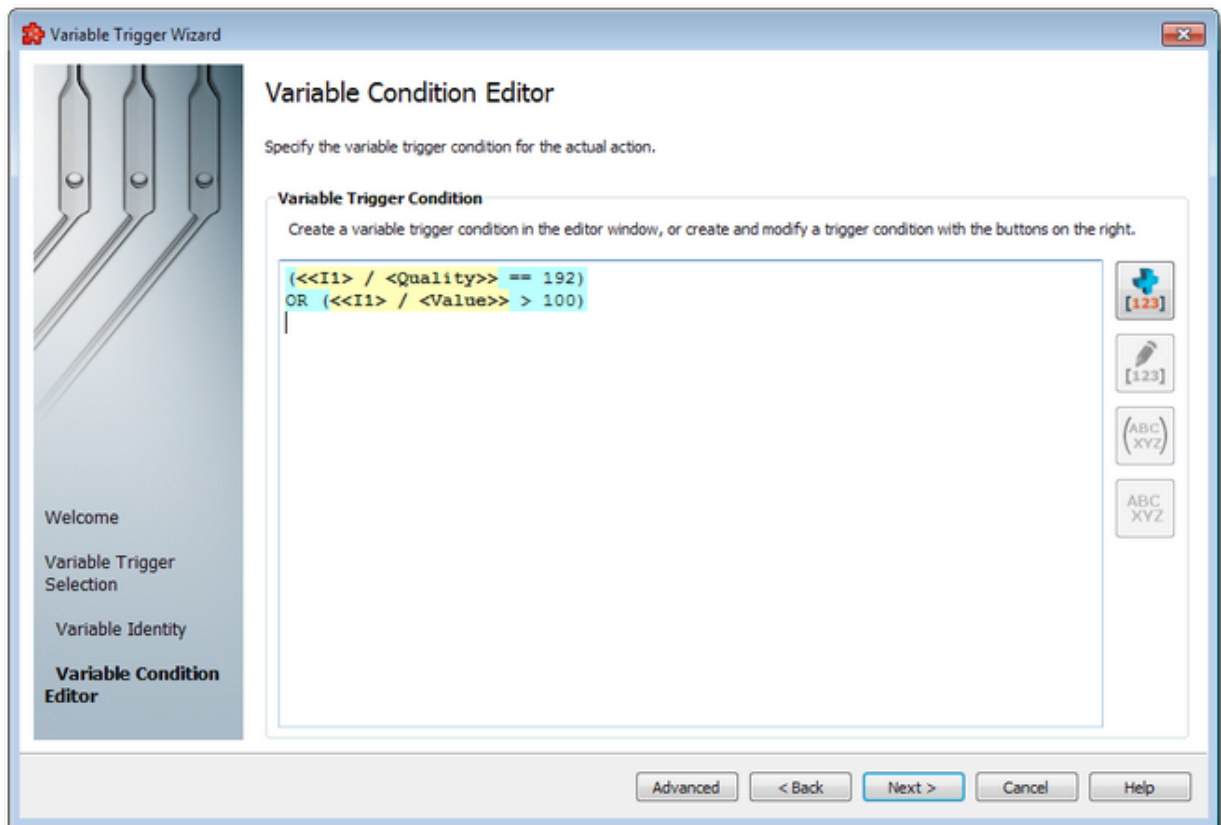 Variable Trigger Wizard
Variable Condition Editor
Specify the variable trigger condition for the actual action.
Variable Trigger Condition
Create a variable trigger condition in the editor window, or create and modify a trigger condition with the buttons on the right.
(<<I1> / <Quality>> == 192)
OR (<<I1> / <Value>> > 100)
[123]
[123]
(ABC
XYZ)
ABC
XYZ
Welcome
Variable Trigger
Selection
Variable Identity
Variable Condition
Editor
Advanced
< Back
Next >
Cancel
Help